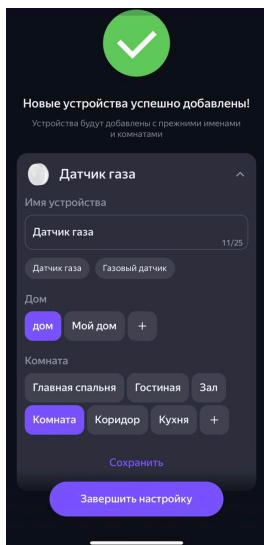 Новые устройства успешно добавлены!
Устройства будут добавлены с прежними именами
и комнатами
Датчик газа
Имя устройства
Датчик газа
11/25
Датчик газа Газовый датчик
Дом
дом Мой дом +
Комната
Главная спальня Гостиная Зал
Комната Коридор Кухня +
Сохранить
Завершить настройку